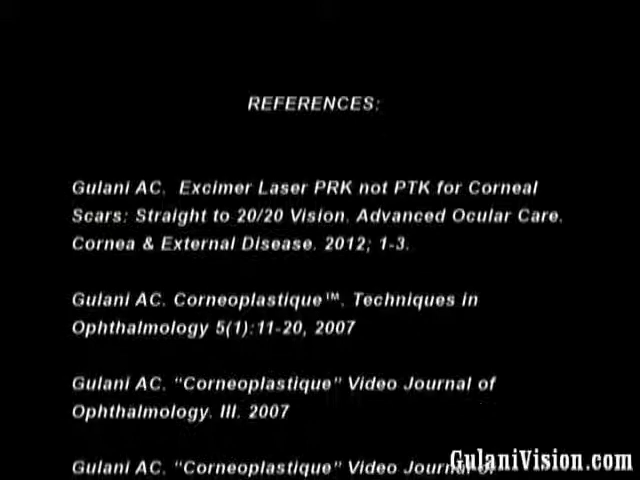 REFERENCES:
Gulani AC. Excimer Laser PRK not PTK for Corneal
Scars: Straight to 20/20 Vision. Advanced Ocular Care.
Cornea & External Disease. 2012; 1-3.
Gulani AC. Corneoplastique™. Techniques in
Ophthalmology 5(1):11-20, 2007
Gulani AC. "Corneoplastique" Video Journal of
Ophthalmology. III. 2007
Gulani AC. "Corneoplastique" Video Journal of
GulaniVision.com